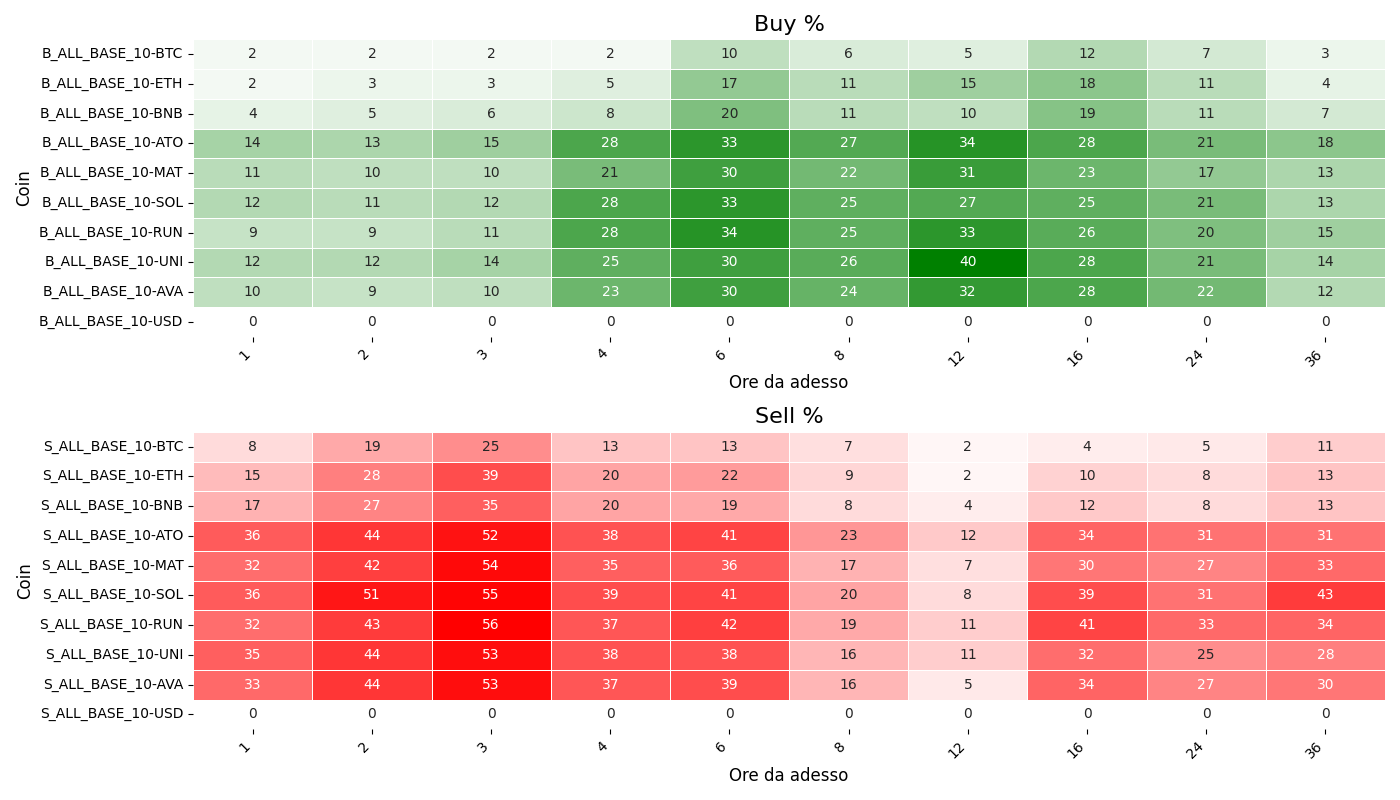 Buy %
Coin
B_ALL_BASE_10-BTC 2 2 2 2 10 6 5 12 7 3
B_ALL_BASE_10-ETH 2 3 3 5 17 11 15 18 11 4
B_ALL_BASE_10-BNB 4 5 6 8 20 11 10 19 11 7
B_ALL_BASE_10-ATO 14 13 15 28 33 27 34 28 21 18
B_ALL_BASE_10-MAT 11 10 10 21 30 22 31 23 17 13
B_ALL_BASE_10-SOL 12 11 12 28 33 25 27 25 21 13
B_ALL_BASE_10-RUN 9 9 11 28 34 25 33 26 20 15
B_ALL_BASE_10-UNI 12 12 14 25 30 26 40 28 21 14
B_ALL_BASE_10-AVA 10 9 10 23 30 24 32 28 22 12
B_ALL_BASE_10-USD 0 0 0 0 0 0 0 0 0 0
1 2 3 4 6 8 12 16 24 36
Ore da adesso
Sell %
Coin
S_ALL_BASE_10-BTC 8 19 25 13 13 7 2 4 5 11
S_ALL_BASE_10-ETH 15 28 39 20 22 9 2 10 8 13
S_ALL_BASE_10-BNB 17 27 35 20 19 8 4 12 8 13
S_ALL_BASE_10-ATO 36 44 52 38 41 23 12 34 31 31
S_ALL_BASE_10-MAT 32 42 54 35 36 17 7 30 27 33
S_ALL_BASE_10-SOL 36 51 55 39 41 20 8 39 31 43
S_ALL_BASE_10-RUN 32 43 56 37 42 19 11 41 33 34
S_ALL_BASE_10-UNI 35 44 53 38 38 16 11 32 25 28
S_ALL_BASE_10-AVA 33 44 53 37 39 16 5 34 27 30
S_ALL_BASE_10-USD 0 0 0 0 0 0 0 0 0 0
1 2 3 4 6 8 12 16 24 36
Ore da adesso